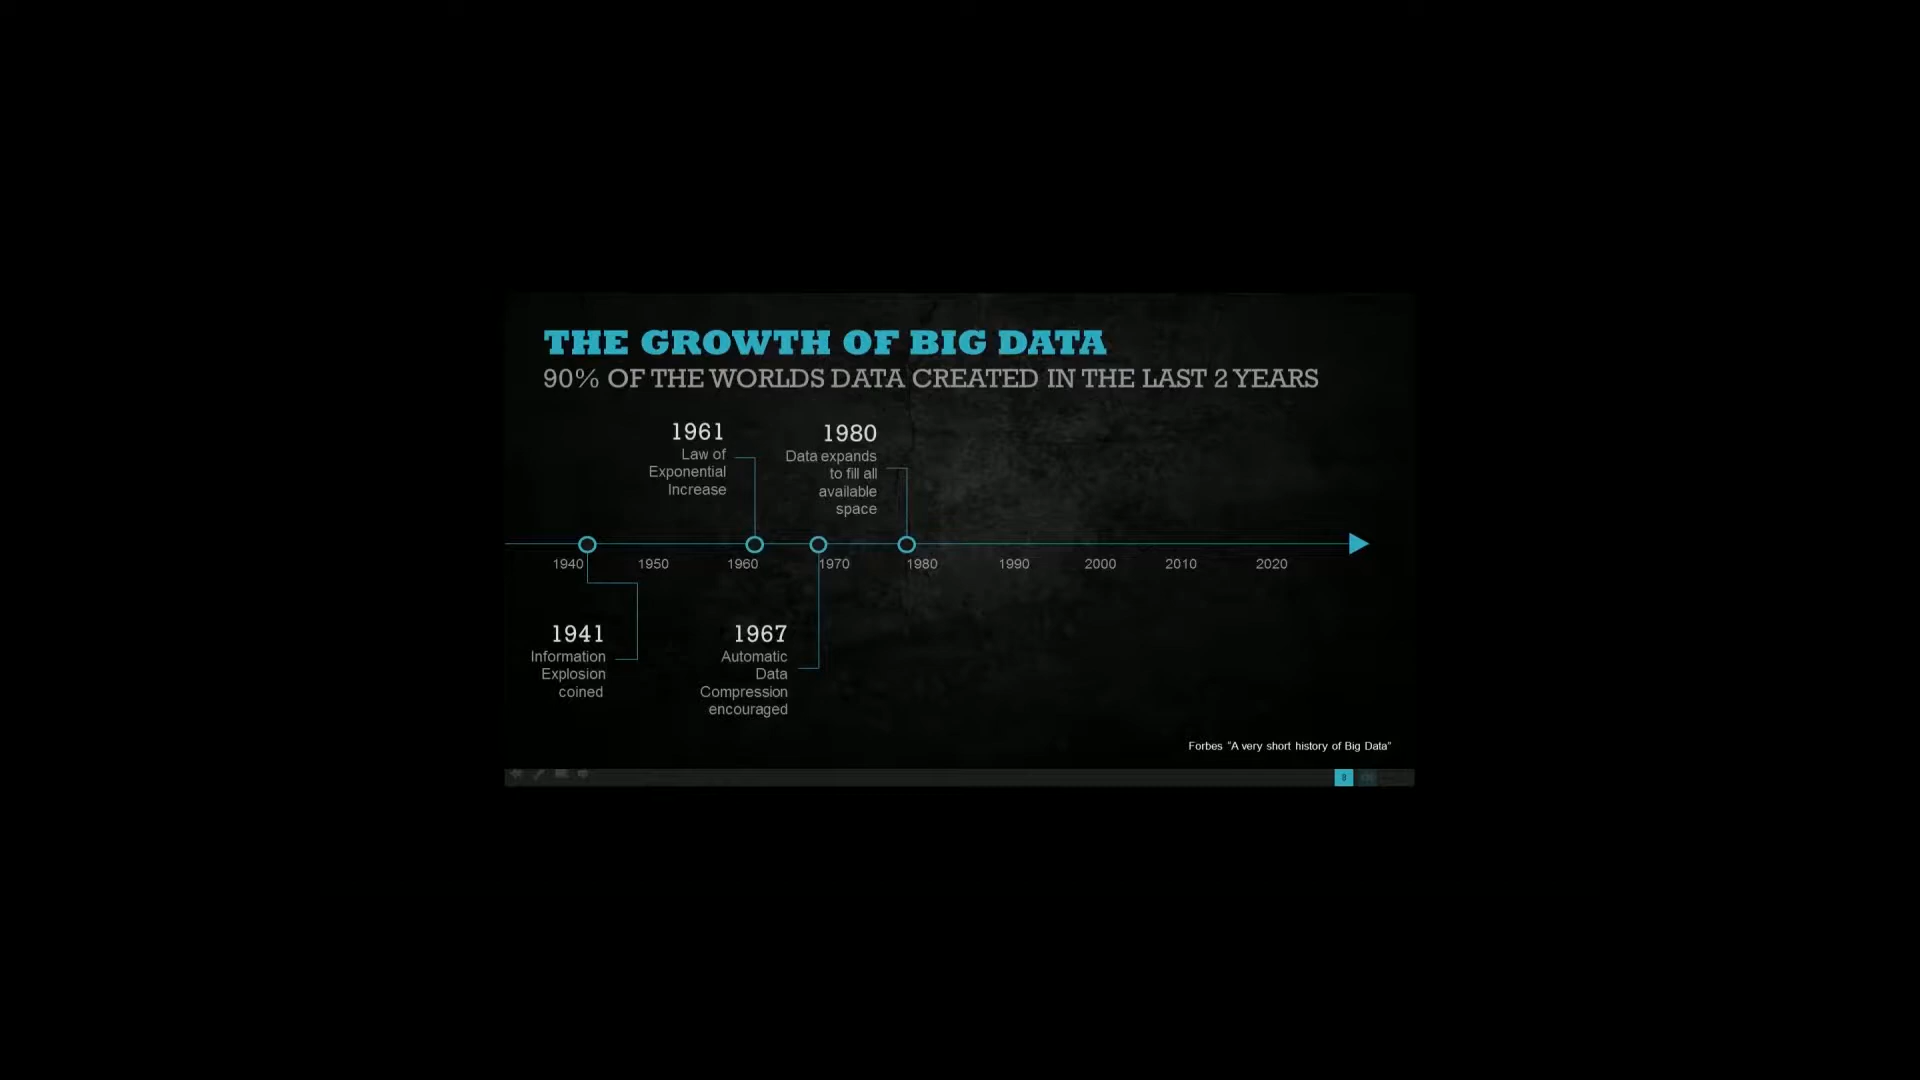 THE GROWTH OF BIG DATA
90% OF THE WORLDS DATA CREATED IN THE LAST 2 YEARS
1961
Law of
Exponential
Increase
1980
Data expands
to fill all
available
space
1940 1950 1960 1970 1980 1990 2000 2010 2020
1941
Information
Explosion
coined
1967
Automatic
Data
Compression
encouraged
Forbes "A very short history of Big Data"